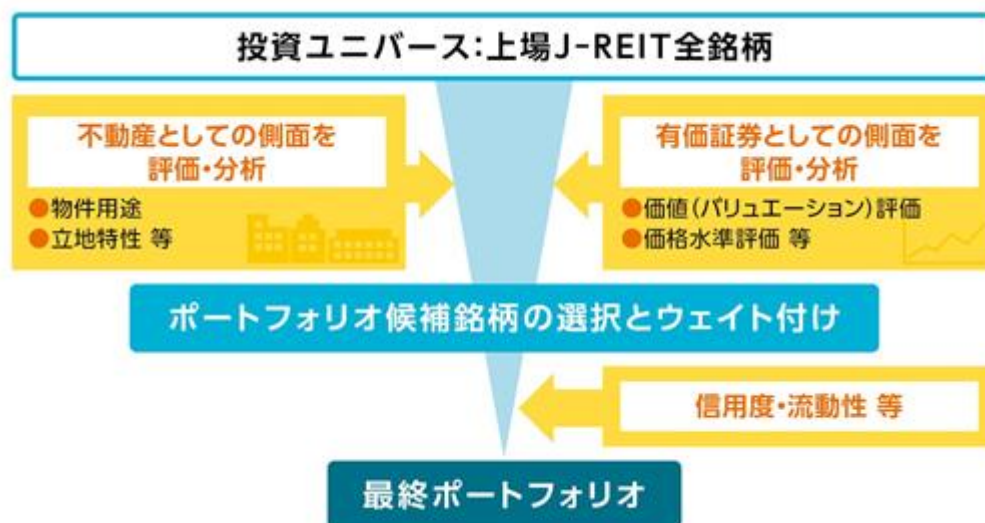 投資ユニバース:上場J-REIT全銘柄
不動産としての側面を
評価・分析
●物件用途
●立地特性 等
有価証券としての側面を
評価・分析
●価値(バリュエーション)評価
●価格水準評価 等
ポートフォリオ候補銘柄の選択とウェイト付け
信用度・流動性 等
最終ポートフォリオ